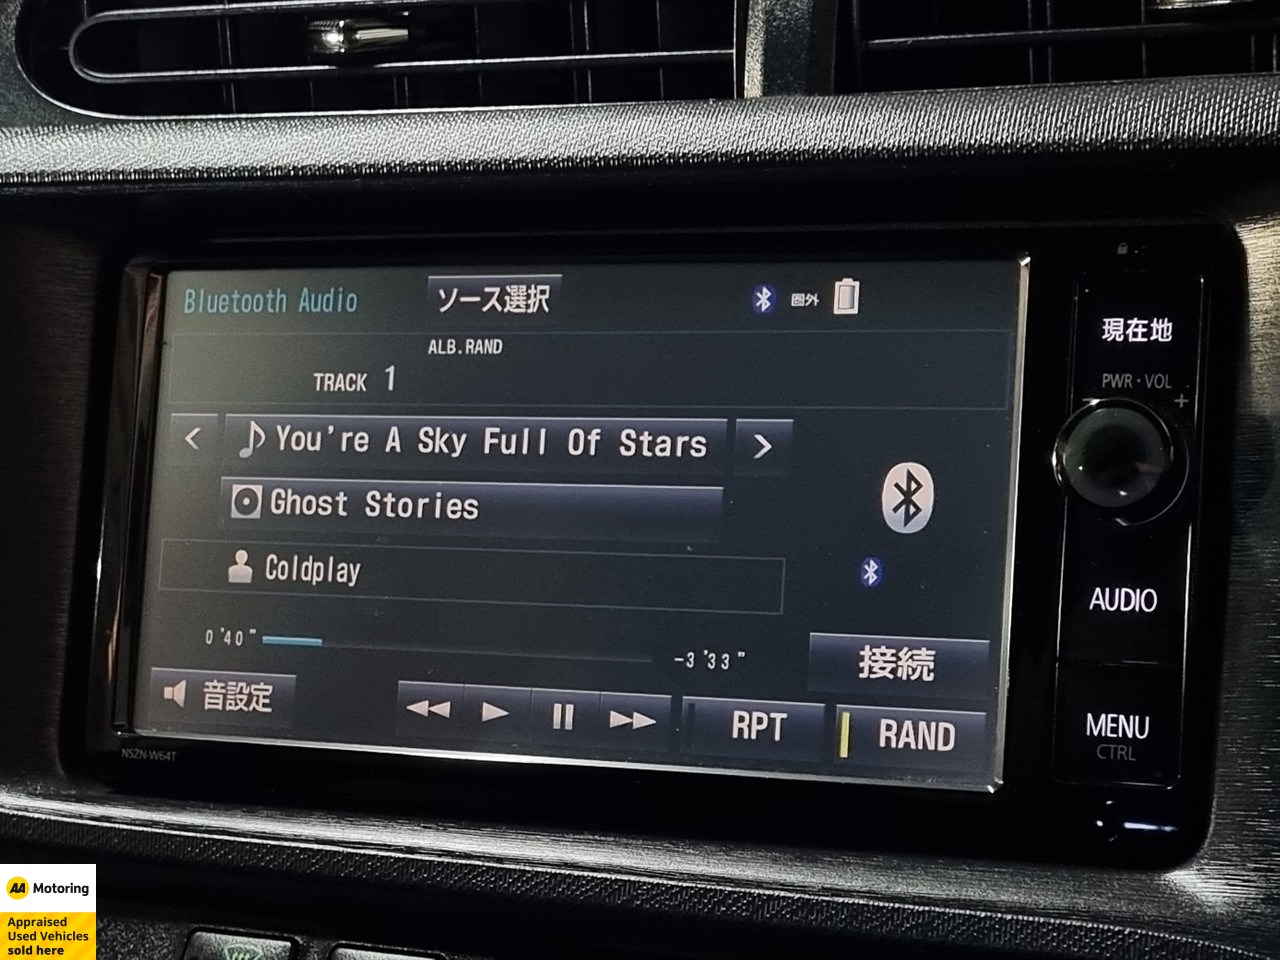 Bluetooth Audio
ソース選択
圏外
ALB.RAND
TRACK 1
< You're A Sky Full Of Stars >
Ghost Stories
Coldplay
0'40"
-3'33"
接続
音設定
RPT
RAND
NSZN-W64T
現在地
PWR・VOL
- +
AUDIO
MENU
CTRL
AA Motoring
Appraised
Used Vehicles
sold here